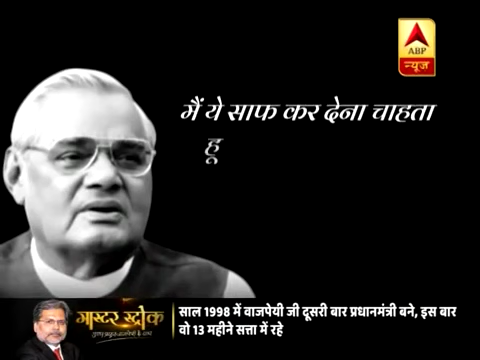 ABP
न्यूज़
मैं ये साफ कर देना चाहता
हू
मास्टर स्ट्रोक
साल 1998 में वाजपेयी जी दूसरी बार प्रधानमंत्री बने, इस बार
वो 13 महीने सत्ता में रहे